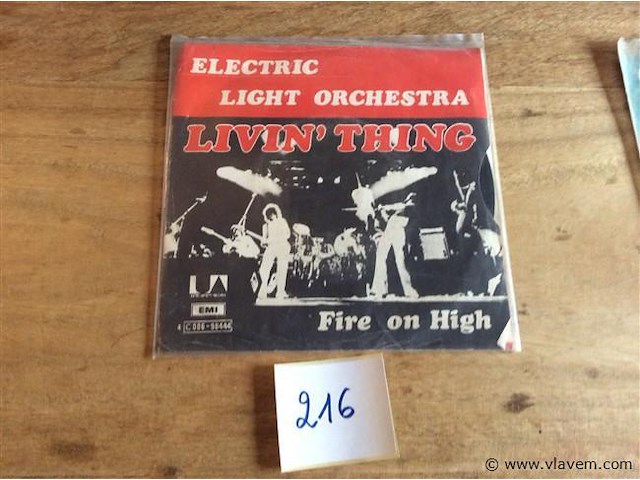 ELECTRIC
LIGHT ORCHESTRA
LIVIN' THING
UA
EMI
Fire on High
216
© www.vlavem.com